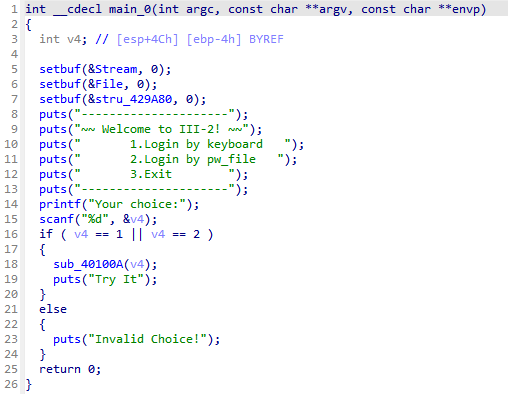 1 int __cdecl main_0(int argc, const char **argv, const char **envp)
2 {
3   int v4; // [esp+4Ch] [ebp-4h] BYREF
4
5   setbuf(&Stream, 0);
6   setbuf(&File, 0);
7   setbuf(&stru_429A80, 0);
8   puts("---------------------");
9   puts("~~ Welcome to III-2! ~~");
10   puts("       1.Login by keyboard   ");
11   puts("       2.Login by pw_file   ");
12   puts("       3.Exit        ");
13   puts("---------------------");
14   printf("Your choice:");
15   scanf("%d", &v4);
16   if ( v4 == 1 || v4 == 2 )
17   {
18     sub_40100A(v4);
19     puts("Try It");
20   }
21   else
22   {
23     puts("Invalid Choice!");
24   }
25   return 0;
26 }